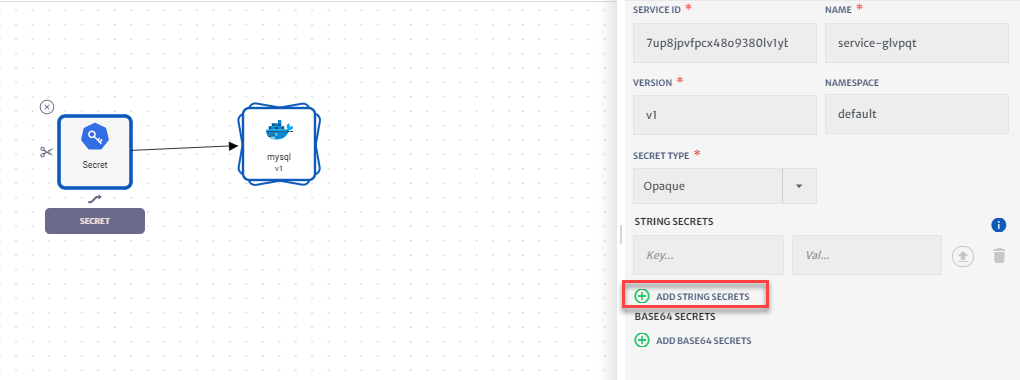 Secret
SECRET
mysql
v1
SERVICE ID *
7up8jpvfpcx48o9380lv1yt
NAME *
service-glvpqt
VERSION *
v1
NAMESPACE
default
SECRET TYPE *
Opaque
STRING SECRETS
Key...
Val...
ADD STRING SECRETS
BASE64 SECRETS
ADD BASE64 SECRETS